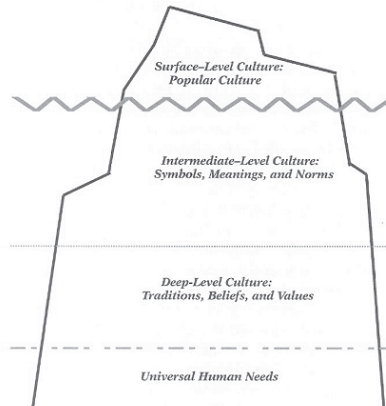 Surface–Level Culture:
Popular Culture
Intermediate–Level Culture:
Symbols, Meanings, and Norms
Deep-Level Culture:
Traditions, Beliefs, and Values
Universal Human Needs